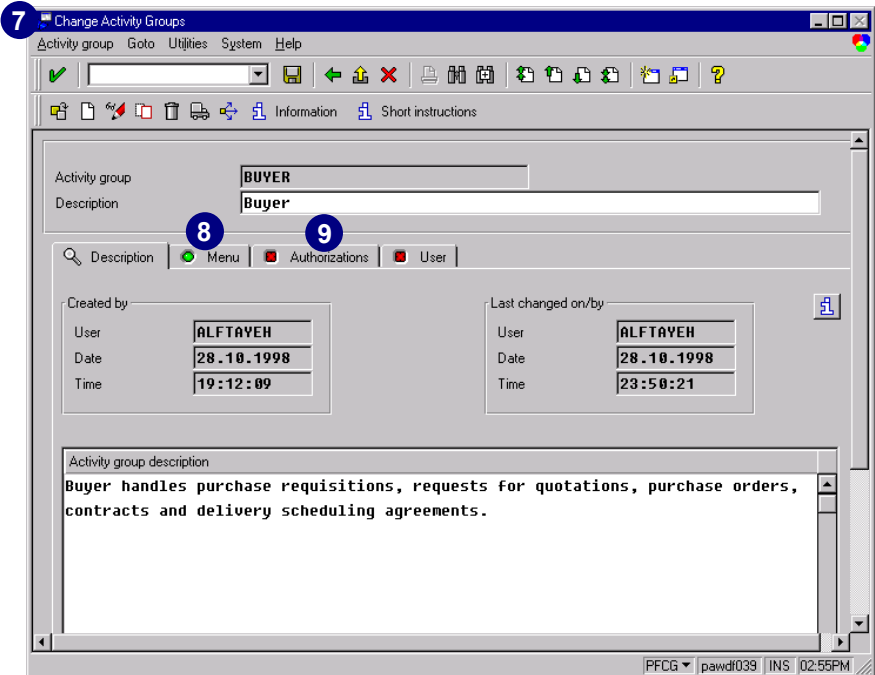 7
Change Activity Groups
Activity group Goto Utilities System Help
Information Short instructions
Activity group BUYER
Description Buyer
8 9
Description Menu Authorizations User
Created by Last changed on/by
User ALFTAYEH User ALFTAYEH
Date 28.10.1998 Date 28.10.1998
Time 19:12:09 Time 23:50:21
Activity group description
Buyer handles purchase requisitions, requests for quotations, purchase orders,
contracts and delivery scheduling agreements.
PFCG pawdf039 INS 02:55PM